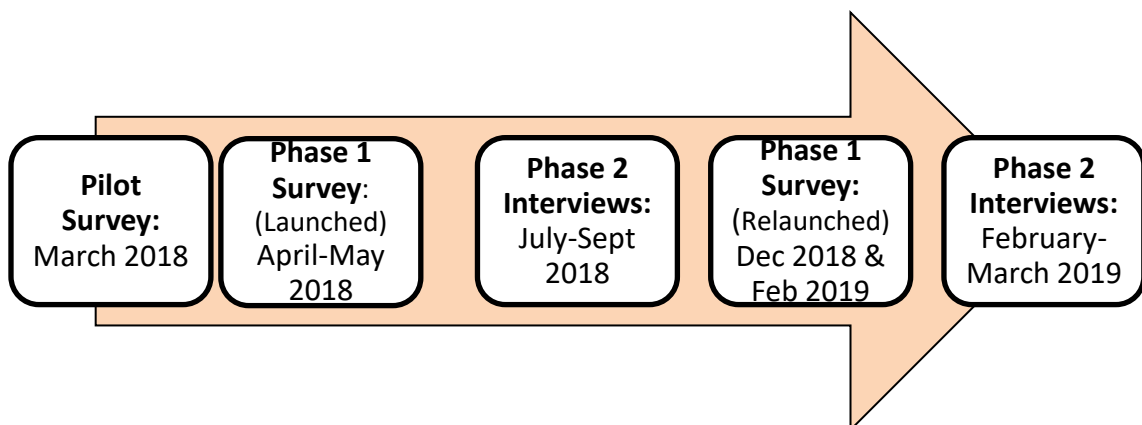 Pilot
Survey:
March 2018
Phase 1
Survey:
(Launched)
April-May
2018
Phase 2
Interviews:
July-Sept
2018
Phase 1
Survey:
(Relaunched)
Dec 2018 &
Feb 2019
Phase 2
Interviews:
February-
March 2019